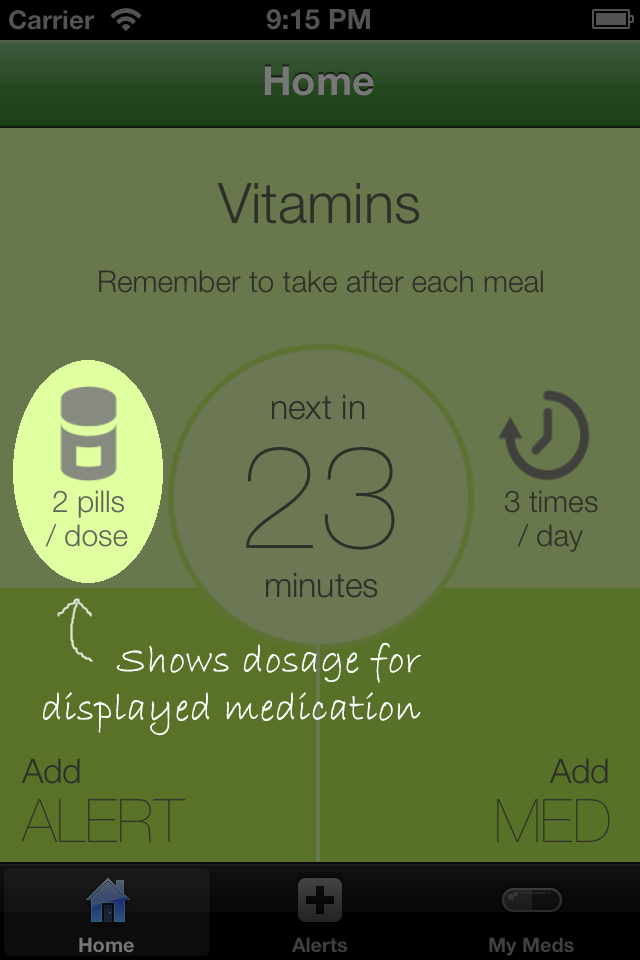 Carrier 9:15 PM
Home
Vitamins
Remember to take after each meal
2 pills
/ dose
next in
23
minutes
3 times
/ day
Shows dosage for
displayed medication
Add
ALERT
Add
MED
Home Alerts My Meds